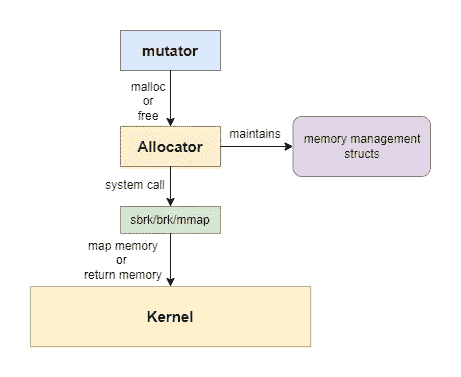 mutator
malloc
or
free
Allocator
maintains
memory management
structs
system call
sbrk/brk/mmap
map memory
or
return memory
Kernel